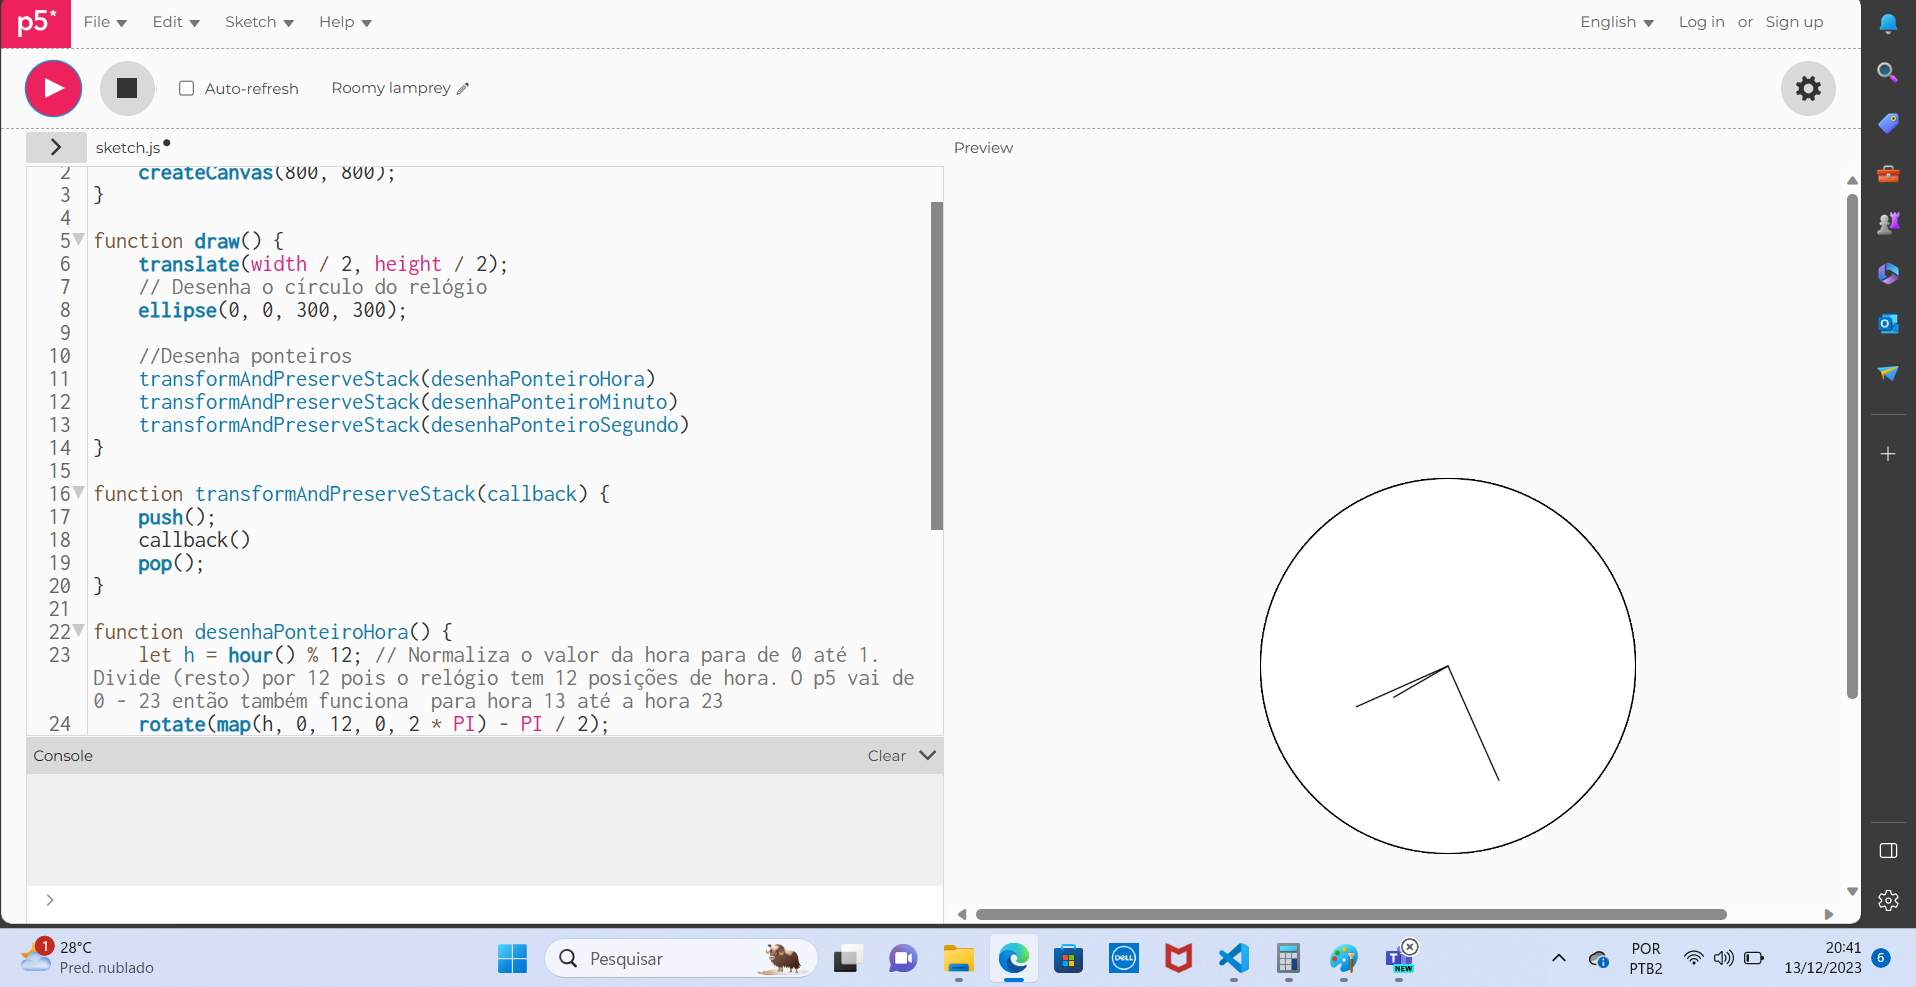 p5*
File
Edit
Sketch
Help
English
Log in or Sign up
Auto-refresh
Roomy lamprey
sketch.js
Preview
2 createCanvas(800, 800);
3 }
4
5 function draw() {
6 translate(width / 2, height / 2);
7 // Desenha o círculo do relógio
8 ellipse(0, 0, 300, 300);
9
10 //Desenha ponteiros
11 transformAndPreserveStack(desenhaPonteiroHora)
12 transformAndPreserveStack(desenhaPonteiroMinuto)
13 transformAndPreserveStack(desenhaPonteiroSegundo)
14 }
15
16 function transformAndPreserveStack(callback) {
17 push();
18 callback()
19 pop();
20 }
21
22 function desenhaPonteiroHora() {
23 let h = hour() % 12; // Normaliza o valor da hora para de 0 até 1.
Divide (resto) por 12 pois o relógio tem 12 posições de hora. O p5 vai de
0 - 23 então também funciona para hora 13 até a hora 23
24 rotate(map(h, 0, 12, 0, 2 * PI) - PI / 2);
Console
Clear
>
1
28°C
Pred. nublado
Pesquisar
DELL
NEW
POR
PTB2
20:41
13/12/2023
6